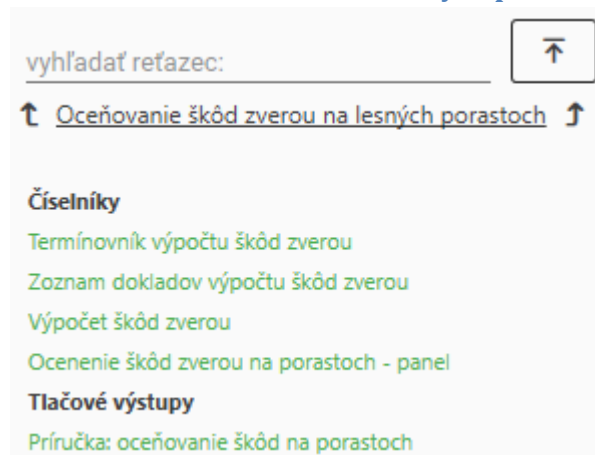 vyhľadať reťazec:
Oceňovanie škôd zverou na lesných porastoch
Číselníky
Termínovník výpočtu škôd zverou
Zoznam dokladov výpočtu škôd zverou
Výpočet škôd zverou
Ocenenie škôd zverou na porastoch - panel
Tlačové výstupy
Príručka: oceňovanie škôd na porastoch